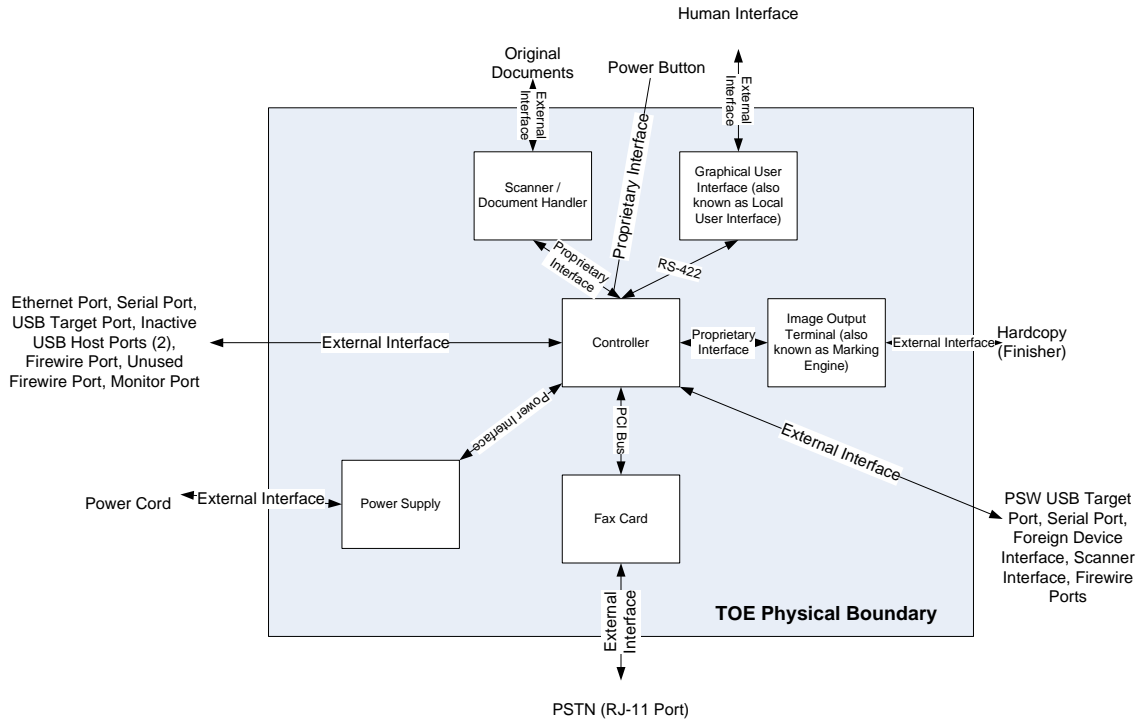 Human Interface
Original
Documents
Power Button
External
Interface
External
Interface
Proprietary Interface
Scanner /
Document Handler
Graphical User
Interface (also
known as Local
User Interface)
Proprietary
Interface
RS-422
Ethernet Port, Serial Port,
USB Target Port, Inactive
USB Host Ports (2),
Firewire Port, Unused
Firewire Port, Monitor Port
External Interface
Controller
Proprietary
Interface
Image Output
Terminal (also
known as Marking
Engine)
External Interface
Hardcopy
(Finisher)
Power Interface
PCI Bus
External Interface
Power Cord
External Interface
Power Supply
Fax Card
PSW USB Target
Port, Serial Port,
Foreign Device
Interface, Scanner
Interface, Firewire
Ports
External
Interface
TOE Physical Boundary
PSTN (RJ-11 Port)